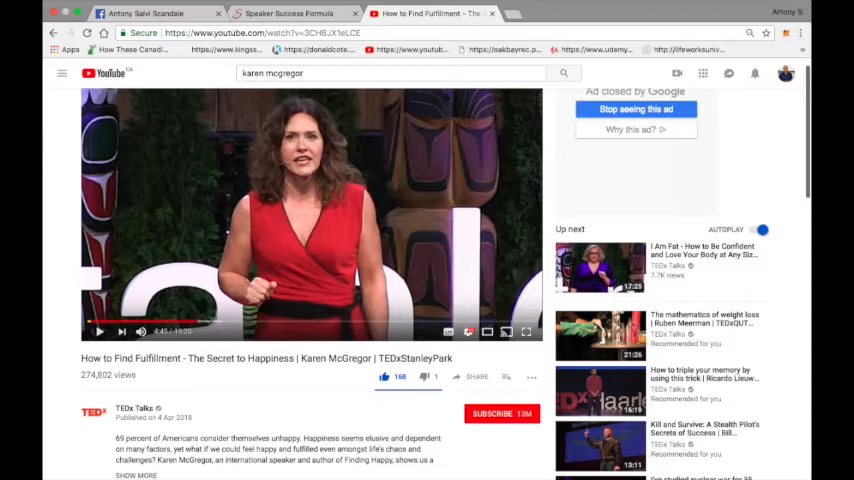 Antony Salvi Scandale
Speaker Success Formula
How to Find Fulfillment - The
Antony S.
Secure
https://www.youtube.com/watch?v=3CH8JX1eLCE
Apps
How These Canadi...
https://www.kingss...
https://donaldcote...
https://www.youtub...
https://oakbayrec.p...
https://www.udemy...
http://lifeworksuniv...
YouTube CA
karen mcgregor
Ad closed by Google
Stop seeing this ad
Why this ad?
4:45 / 19:20
Up next
AUTOPLAY
I Am Fat - How to Be Confident
and Love Your Body at Any Siz...
TEDx Talks
7.7K views
17:25
The mathematics of weight loss
| Ruben Meerman | TEDxQUT...
TEDx Talks
Recommended for you
21:26
How to triple your memory by
using this trick | Ricardo Lieuw...
TEDx Talks
Recommended for you
16:19
Kill and Survive: A Stealth Pilot's
Secrets of Success | Bill...
TEDx Talks
Recommended for you
13:11
How to Find Fulfillment - The Secret to Happiness | Karen McGregor | TEDxStanleyPark
274,802 views
168
1
SHARE
TEDx
TEDx Talks
Published on 4 Apr 2018
SUBSCRIBE 13M
69 percent of Americans consider themselves unhappy. Happiness seems elusive and dependent
on many factors, yet what if we could feel happy and fulfilled even amongst life's chaos and
challenges? Karen McGregor, an international speaker and author of Finding Happy, shows us a
SHOW MORE
I've studied nuclear war for 35